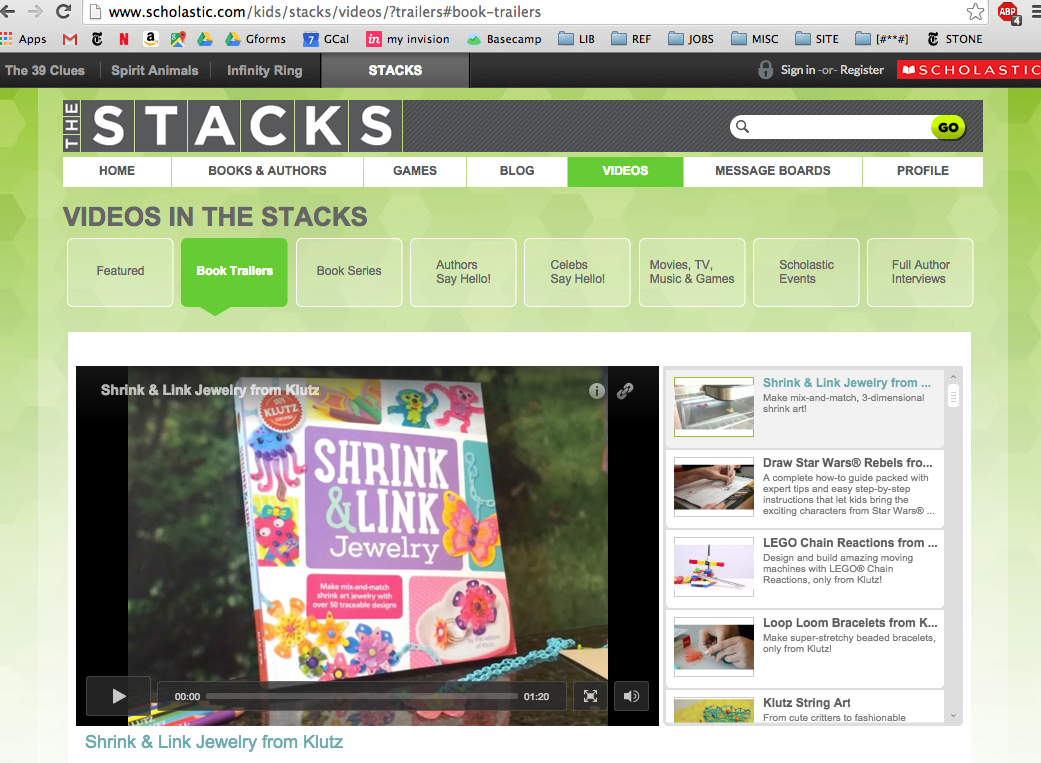 www.scholastic.com/kids/stacks/videos/?trailers#book-trailers
ABP
4
Apps
N
a
Gforms
7 GCal
in my invision
Basecamp
LIB
REF
JOBS
MISC
SITE
[#**#]
STONE
The 39 Clues
Spirit Animals
Infinity Ring
STACKS
Sign in -or- Register
SCHOLASTIC
THE STACKS
GO
HOME
BOOKS & AUTHORS
GAMES
BLOG
VIDEOS
MESSAGE BOARDS
PROFILE
VIDEOS IN THE STACKS
Featured
Book Trailers
Book Series
Authors
Say Hello!
Celebs
Say Hello!
Movies, TV,
Music & Games
Scholastic
Events
Full Author
Interviews
Shrink & Link Jewelry from Klutz
KLUTZ
SHRINK
& LINK
Jewelry
Make mix-and-match
shrink art jewelry with
over 50 traceable designs
by the editors
of Klutz
00:00
01:20
Shrink & Link Jewelry from ...
Make mix-and-match, 3-dimensional
shrink art!
Draw Star Wars® Rebels fro...
A complete how-to guide packed with
expert tips and easy step-by-step
instructions that let kids bring the
exciting characters from Star Wars® ...
LEGO Chain Reactions from ...
Design and build amazing moving
machines with LEGO® Chain
Reactions, only from Klutz!
Loop Loom Bracelets from K...
Make super-stretchy beaded bracelets,
only from Klutz!
Klutz String Art
From cute critters to fashionable
Shrink & Link Jewelry from Klutz